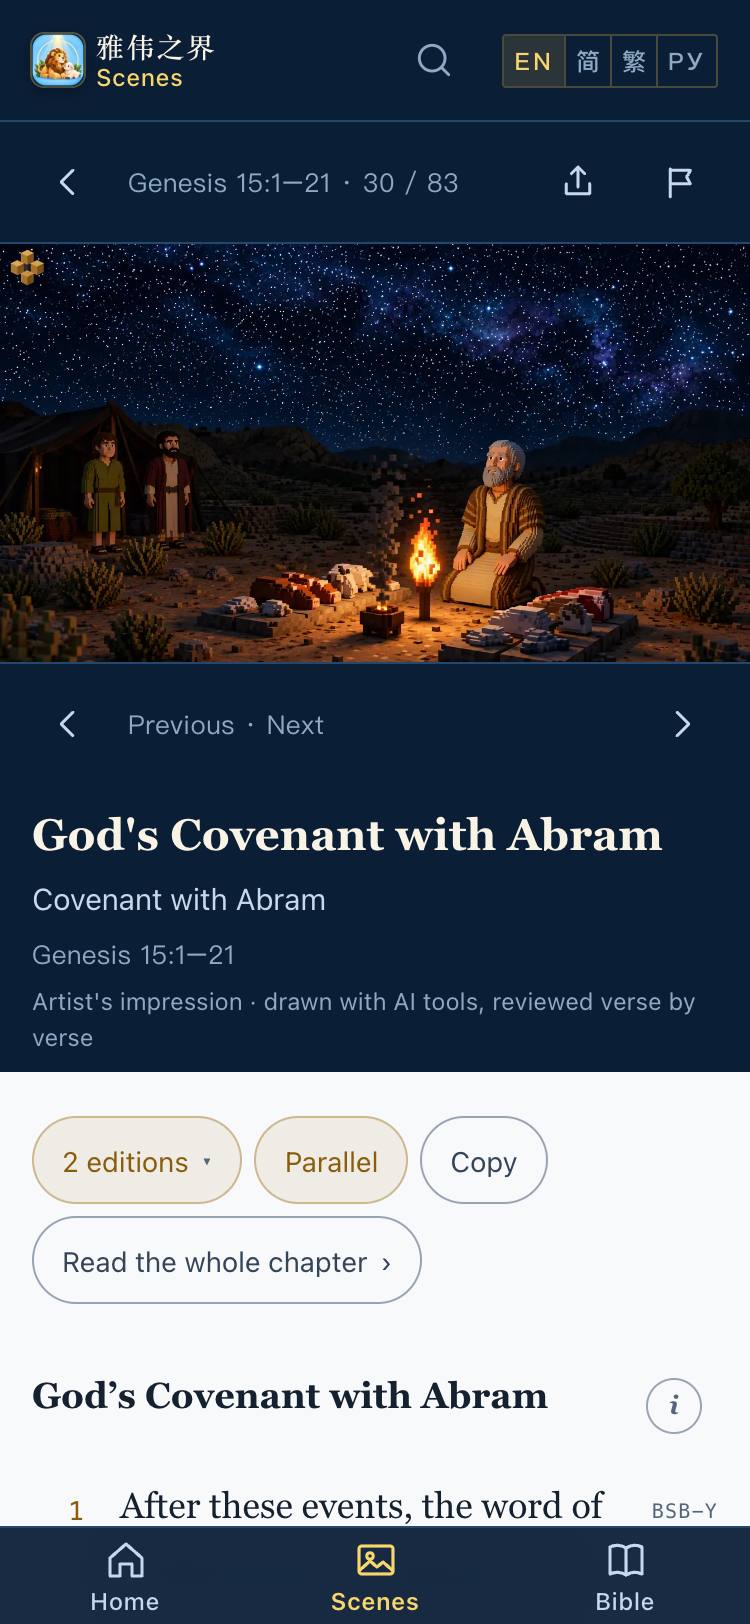 雅伟之界
Scenes
EN 简 繁 РУ
Genesis 15:1–21 · 30 / 83
Previous · Next
God's Covenant with Abram
Covenant with Abram
Genesis 15:1–21
Artist's impression · drawn with AI tools, reviewed verse by
verse
2 editions ▾ Parallel Copy
Read the whole chapter ›
God’s Covenant with Abram i
1 After these events, the word of BSB–Y
Home Scenes Bible